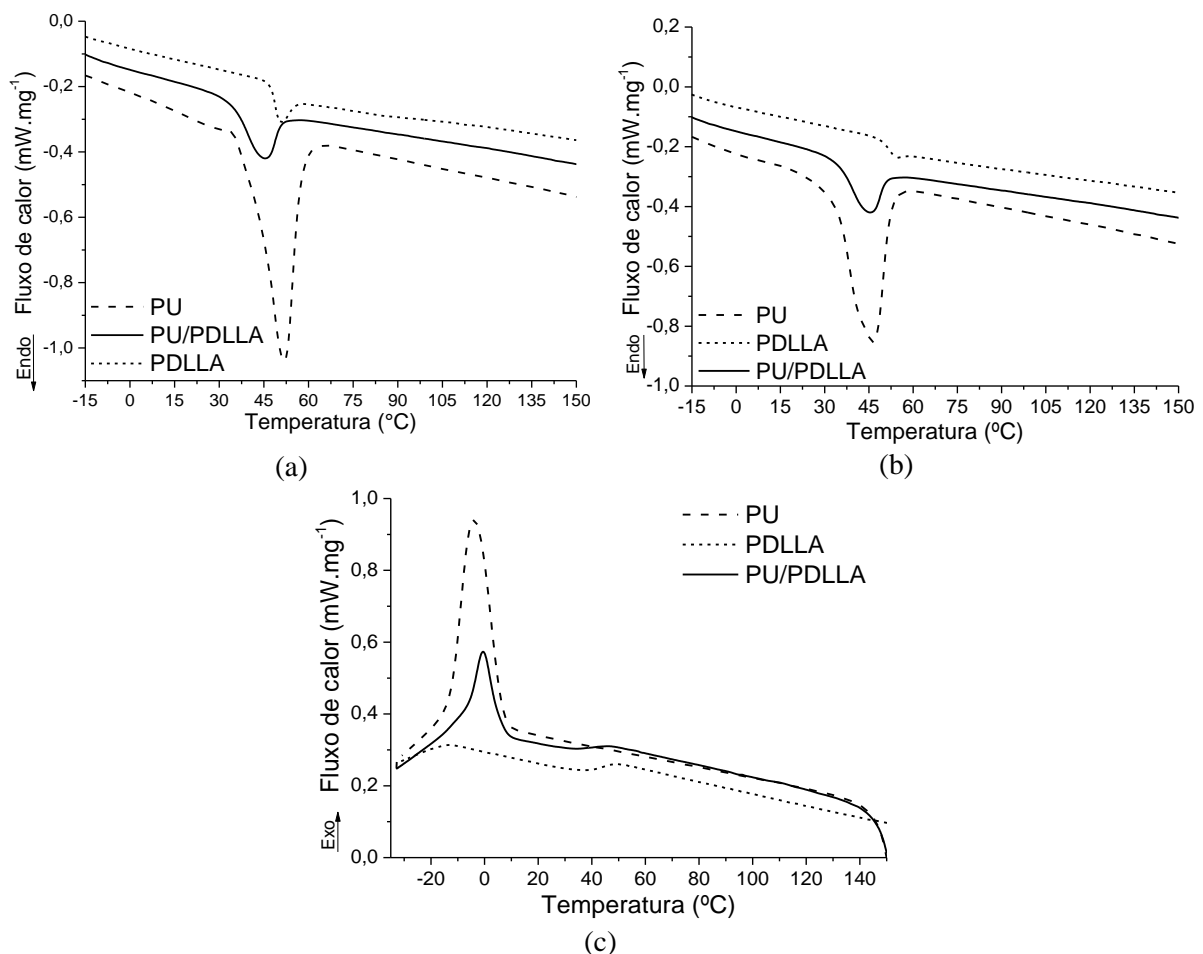 0,0
-0,2
-0,4
-0,6
-0,8
-1,0
Endo Fluxo de calor (mW.mg-1)
PU
PU/PDLLA
PDLLA
-15 0 15 30 45 60 75 90 105 120 135 150
Temperatura (°C)
(a)
0,2
0,0
-0,2
-0,4
-0,6
-0,8
-1,0
Endo Fluxo de calor (mW.mg-1)
PU
PDLLA
PU/PDLLA
-15 0 15 30 45 60 75 90 105 120 135 150
Temperatura (ºC)
(b)
1,0
0,8
0,6
0,4
0,2
0,0
Exo Fluxo de calor (mW.mg-1)
PU
PDLLA
PU/PDLLA
-20 0 20 40 60 80 100 120 140
Temperatura (ºC)
(c)